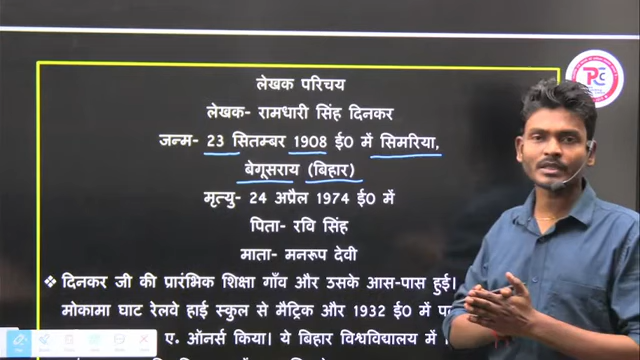 लेखक परिचय
लेखक- रामधारी सिंह दिनकर
जन्म- 23 सितम्बर 1908 ई0 में सिमरिया,
बेगूसराय (बिहार)
मृत्यु- 24 अप्रैल 1974 ई0 में
पिता- रवि सिंह
माता- मनरूप देवी
❖ दिनकर जी की प्रारंभिक शिक्षा गाँव और उसके आस-पास हुई।
मोकामा घाट रेलवे हाई स्कूल से मैट्रिक और 1932 ई0 में
ए. ऑनर्स किया। ये बिहार विश्वविद्यालय में